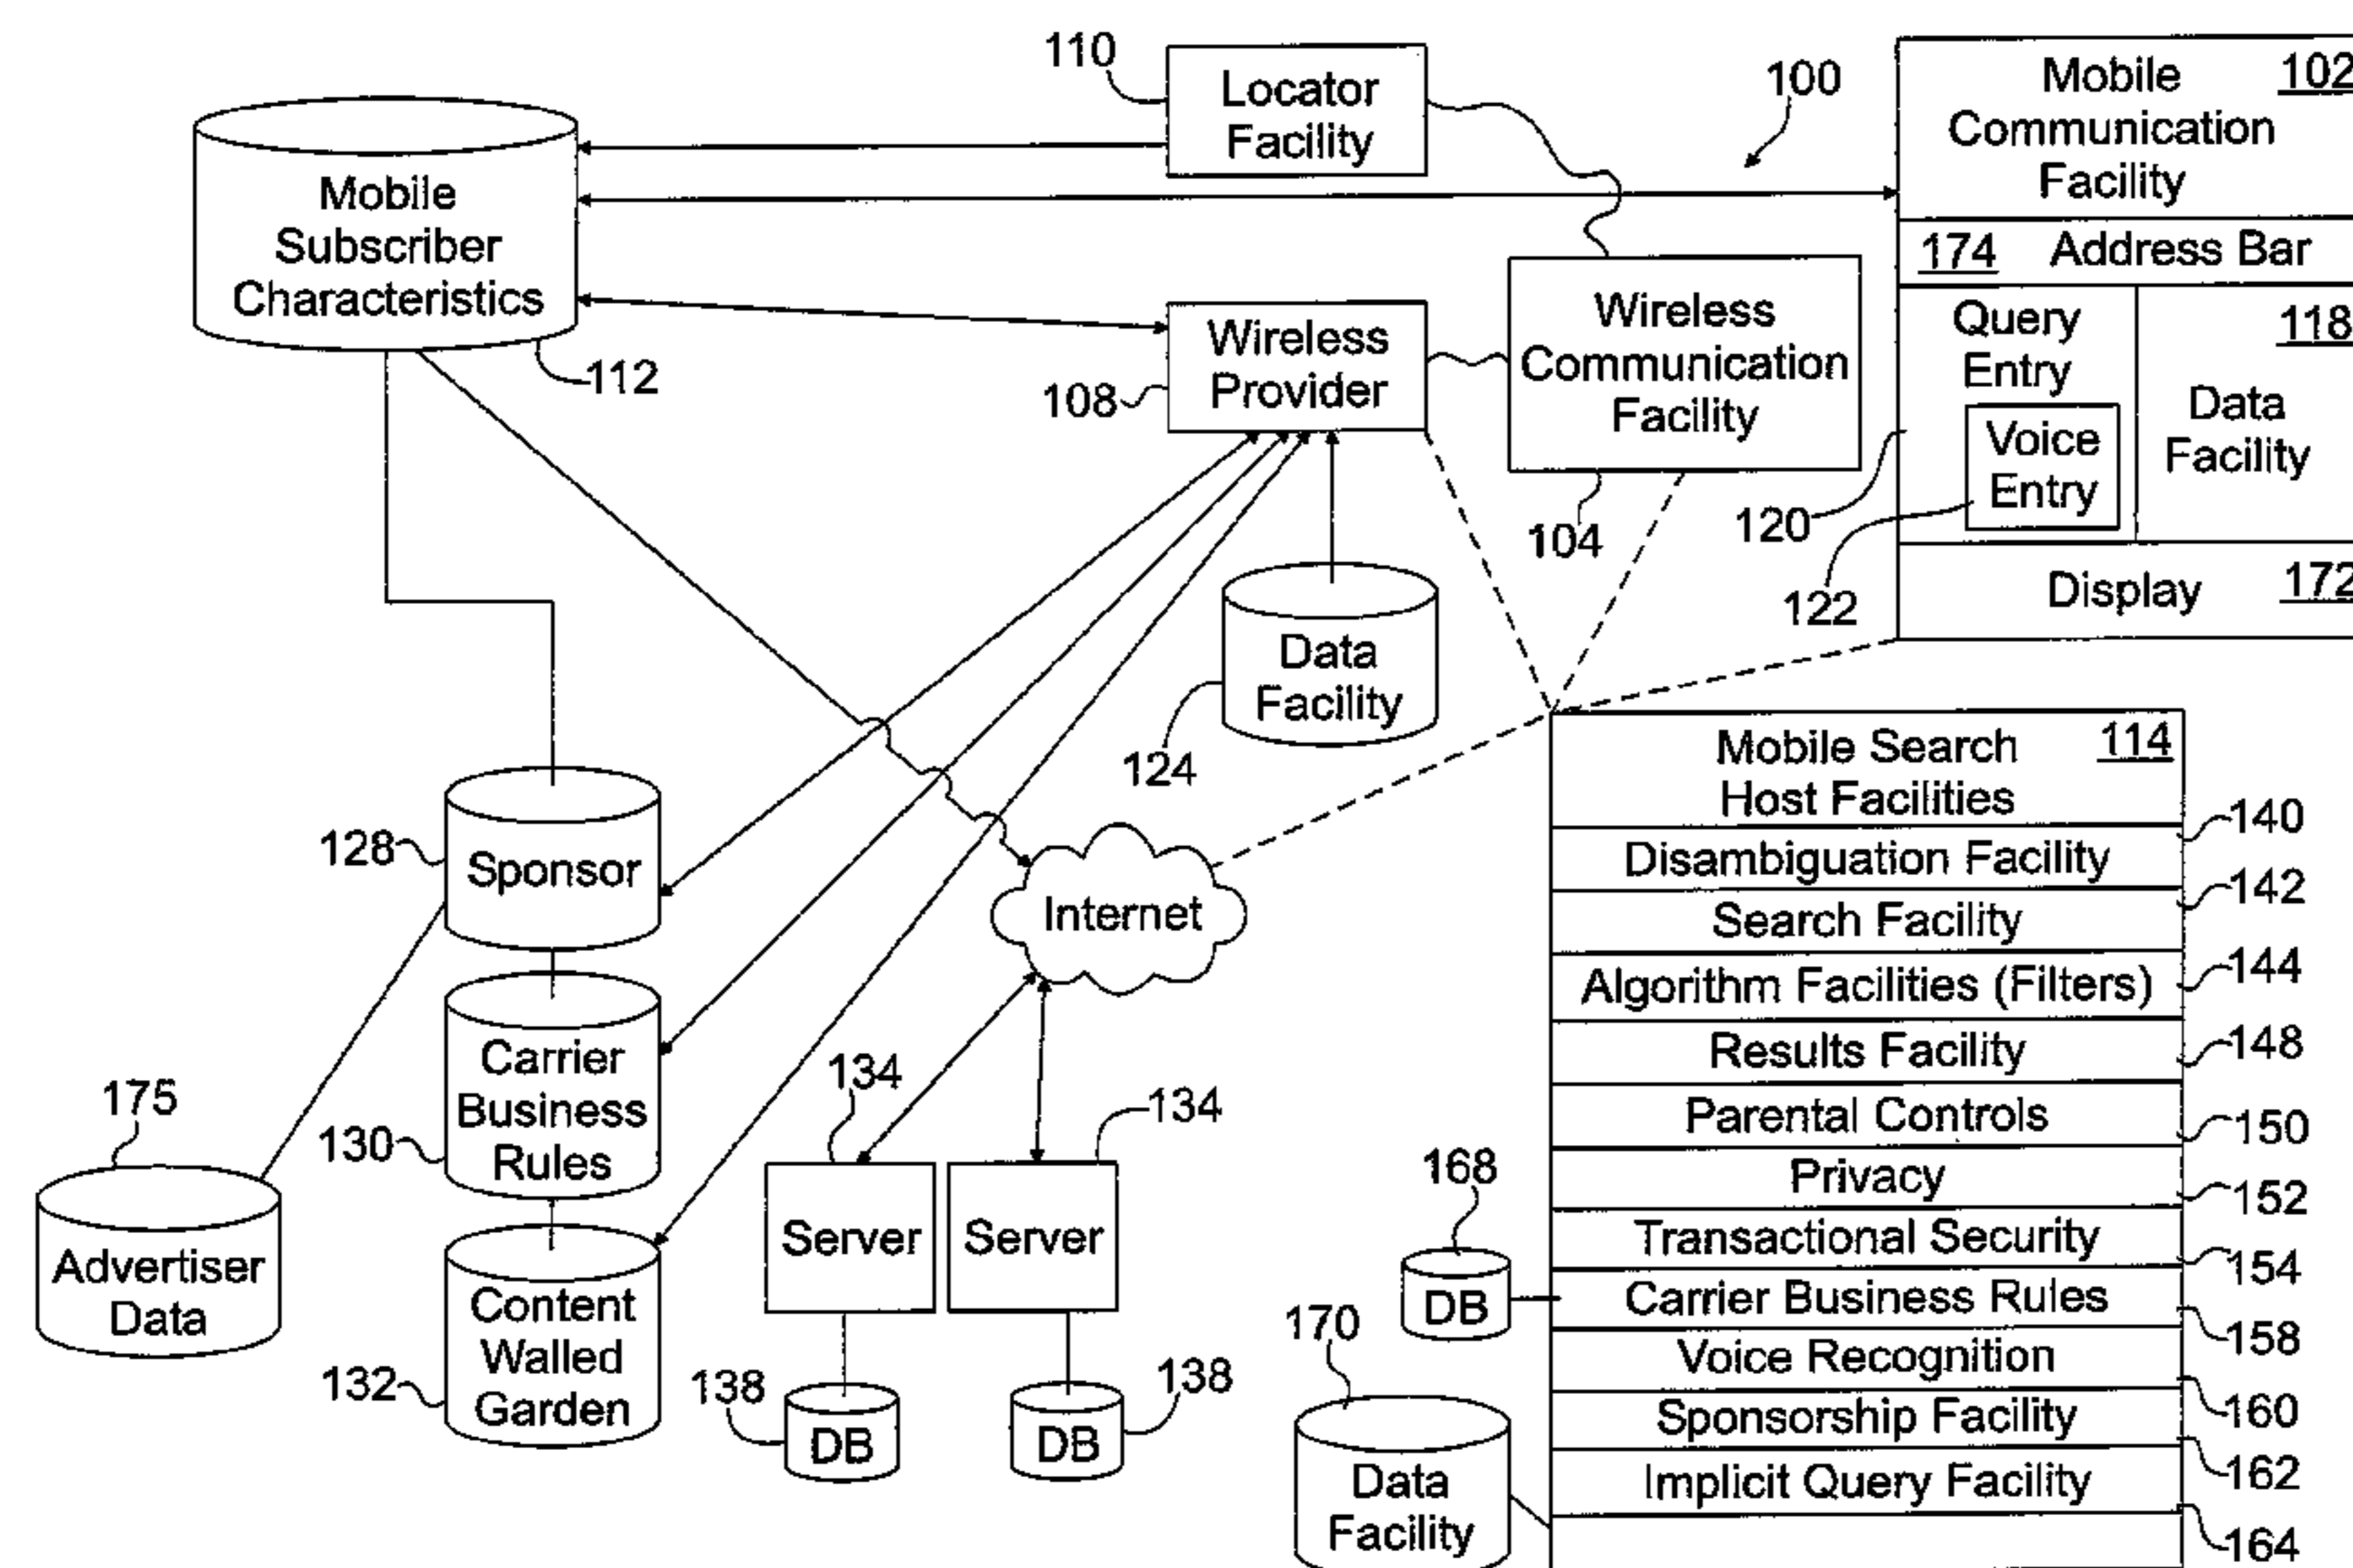 110
Locator
Facility
100
Mobile
Communication
Facility
102
174
Address Bar
Query
Entry
Voice
Entry
118
Data
Facility
120
122
Display
172
Mobile
Subscriber
Characteristics
112
Wireless
Provider
108
Wireless
Communication
Facility
104
Data
Facility
124
128
Sponsor
Internet
Carrier
Business
Rules
130
175
Advertiser
Data
Content
Walled
Garden
132
134
134
Server
Server
138
DB
DB
138
Mobile Search
Host Facilities
114
140
Disambiguation Facility
142
Search Facility
144
Algorithm Facilities (Filters)
148
Results Facility
150
Parental Controls
152
Privacy
154
Transactional Security
158
Carrier Business Rules
160
Voice Recognition
162
Sponsorship Facility
164
Implicit Query Facility
168
DB
170
Data
Facility